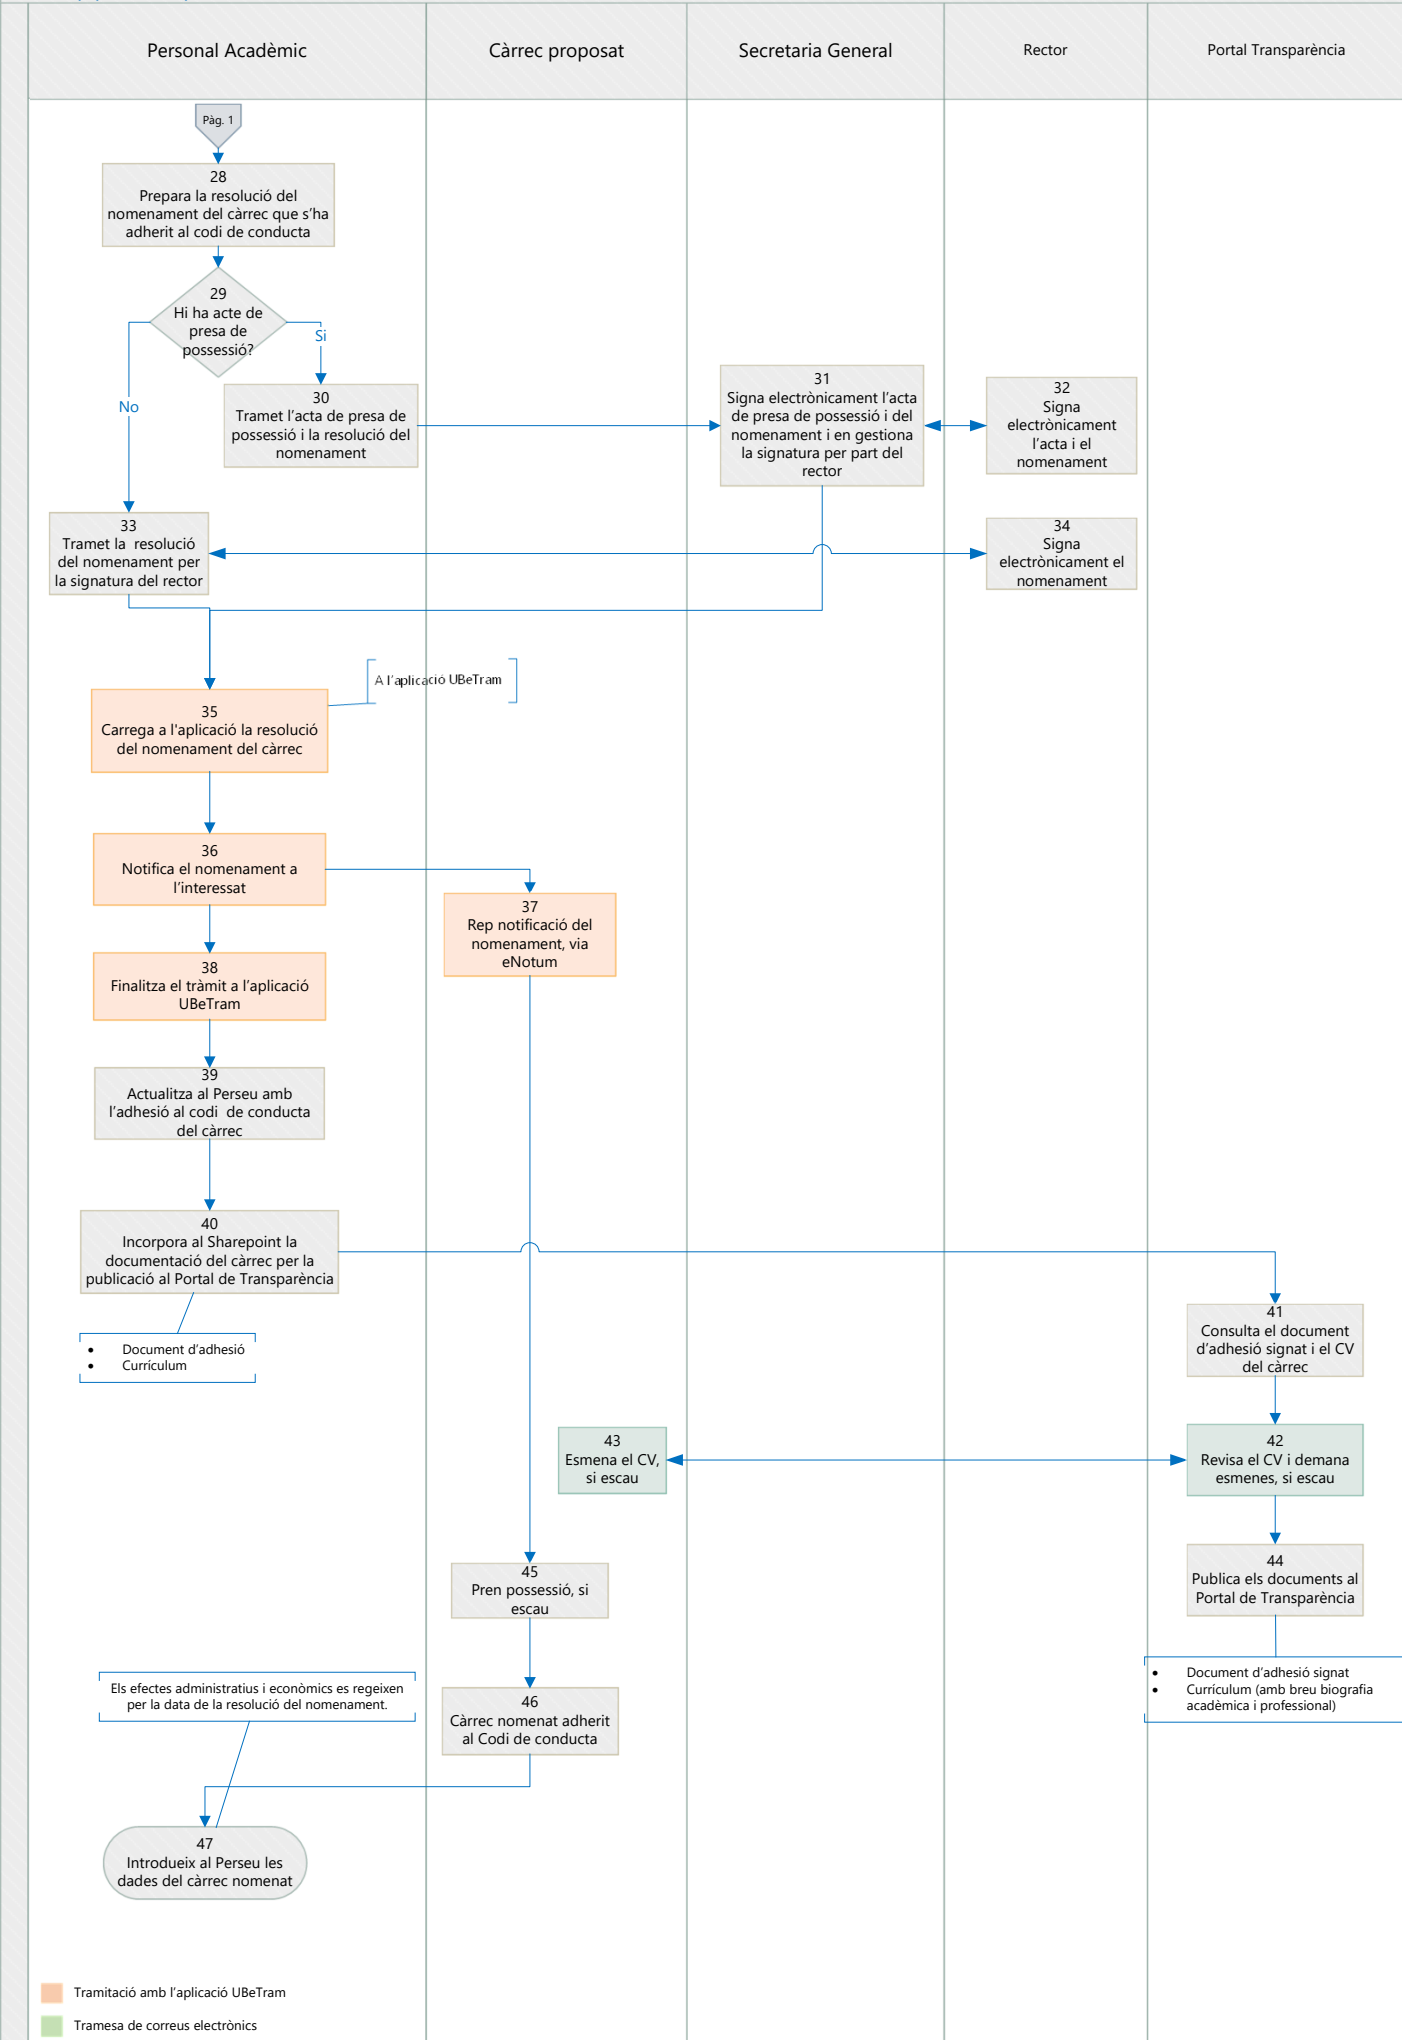 Personal Acadèmic
Càrrec proposat
Secretaria General
Rector
Portal Transparència
Pàg. 1
28
Prepara la resolució del
nomenament del càrrec que s'ha
adherit al codi de conducta
29
Hi ha acte de
presa de
possessió?
Si
No
30
Tramet l'acta de presa de
possessió i la resolució del
nomenament
31
Signa electrònicament l'acta
de presa de possessió i del
nomenament i en gestiona
la signatura per part del
rector
32
Signa
electrònicament
l'acta i el
nomenament
33
Tramet la resolució
del nomenament per
la signatura del rector
34
Signa
electrònicament el
nomenament
A l'aplicació UBeTram
35
Carrega a l'aplicació la resolució
del nomenament del càrrec
36
Notifica el nomenament a
l'interessat
37
Rep notificació del
nomenament, via
eNotum
38
Finalitza el tràmit a l'aplicació
UBeTram
39
Actualitza al Perseu amb
l'adhesió al codi de conducta
del càrrec
40
Incorpora al Sharepoint la
documentació del càrrec per la
publicació al Portal de Transparència
• Document d'adhesió
• Currículum
41
Consulta el document
d'adhesió signat i el CV
del càrrec
42
Revisa el CV i demana
esmenes, si escau
43
Esmena el CV,
si escau
44
Publica els documents al
Portal de Transparència
• Document d'adhesió signat
• Currículum (amb breu biografia
acadèmica i professional)
45
Pren possessió, si
escau
46
Càrrec nomenat adherit
al Codi de conducta
Els efectes administratius i econòmics es regeixen
per la data de la resolució del nomenament.
47
Introdueix al Perseu les
dades del càrrec nomenat
Tramitació amb l'aplicació UBeTram
Tramesa de correus electrònics